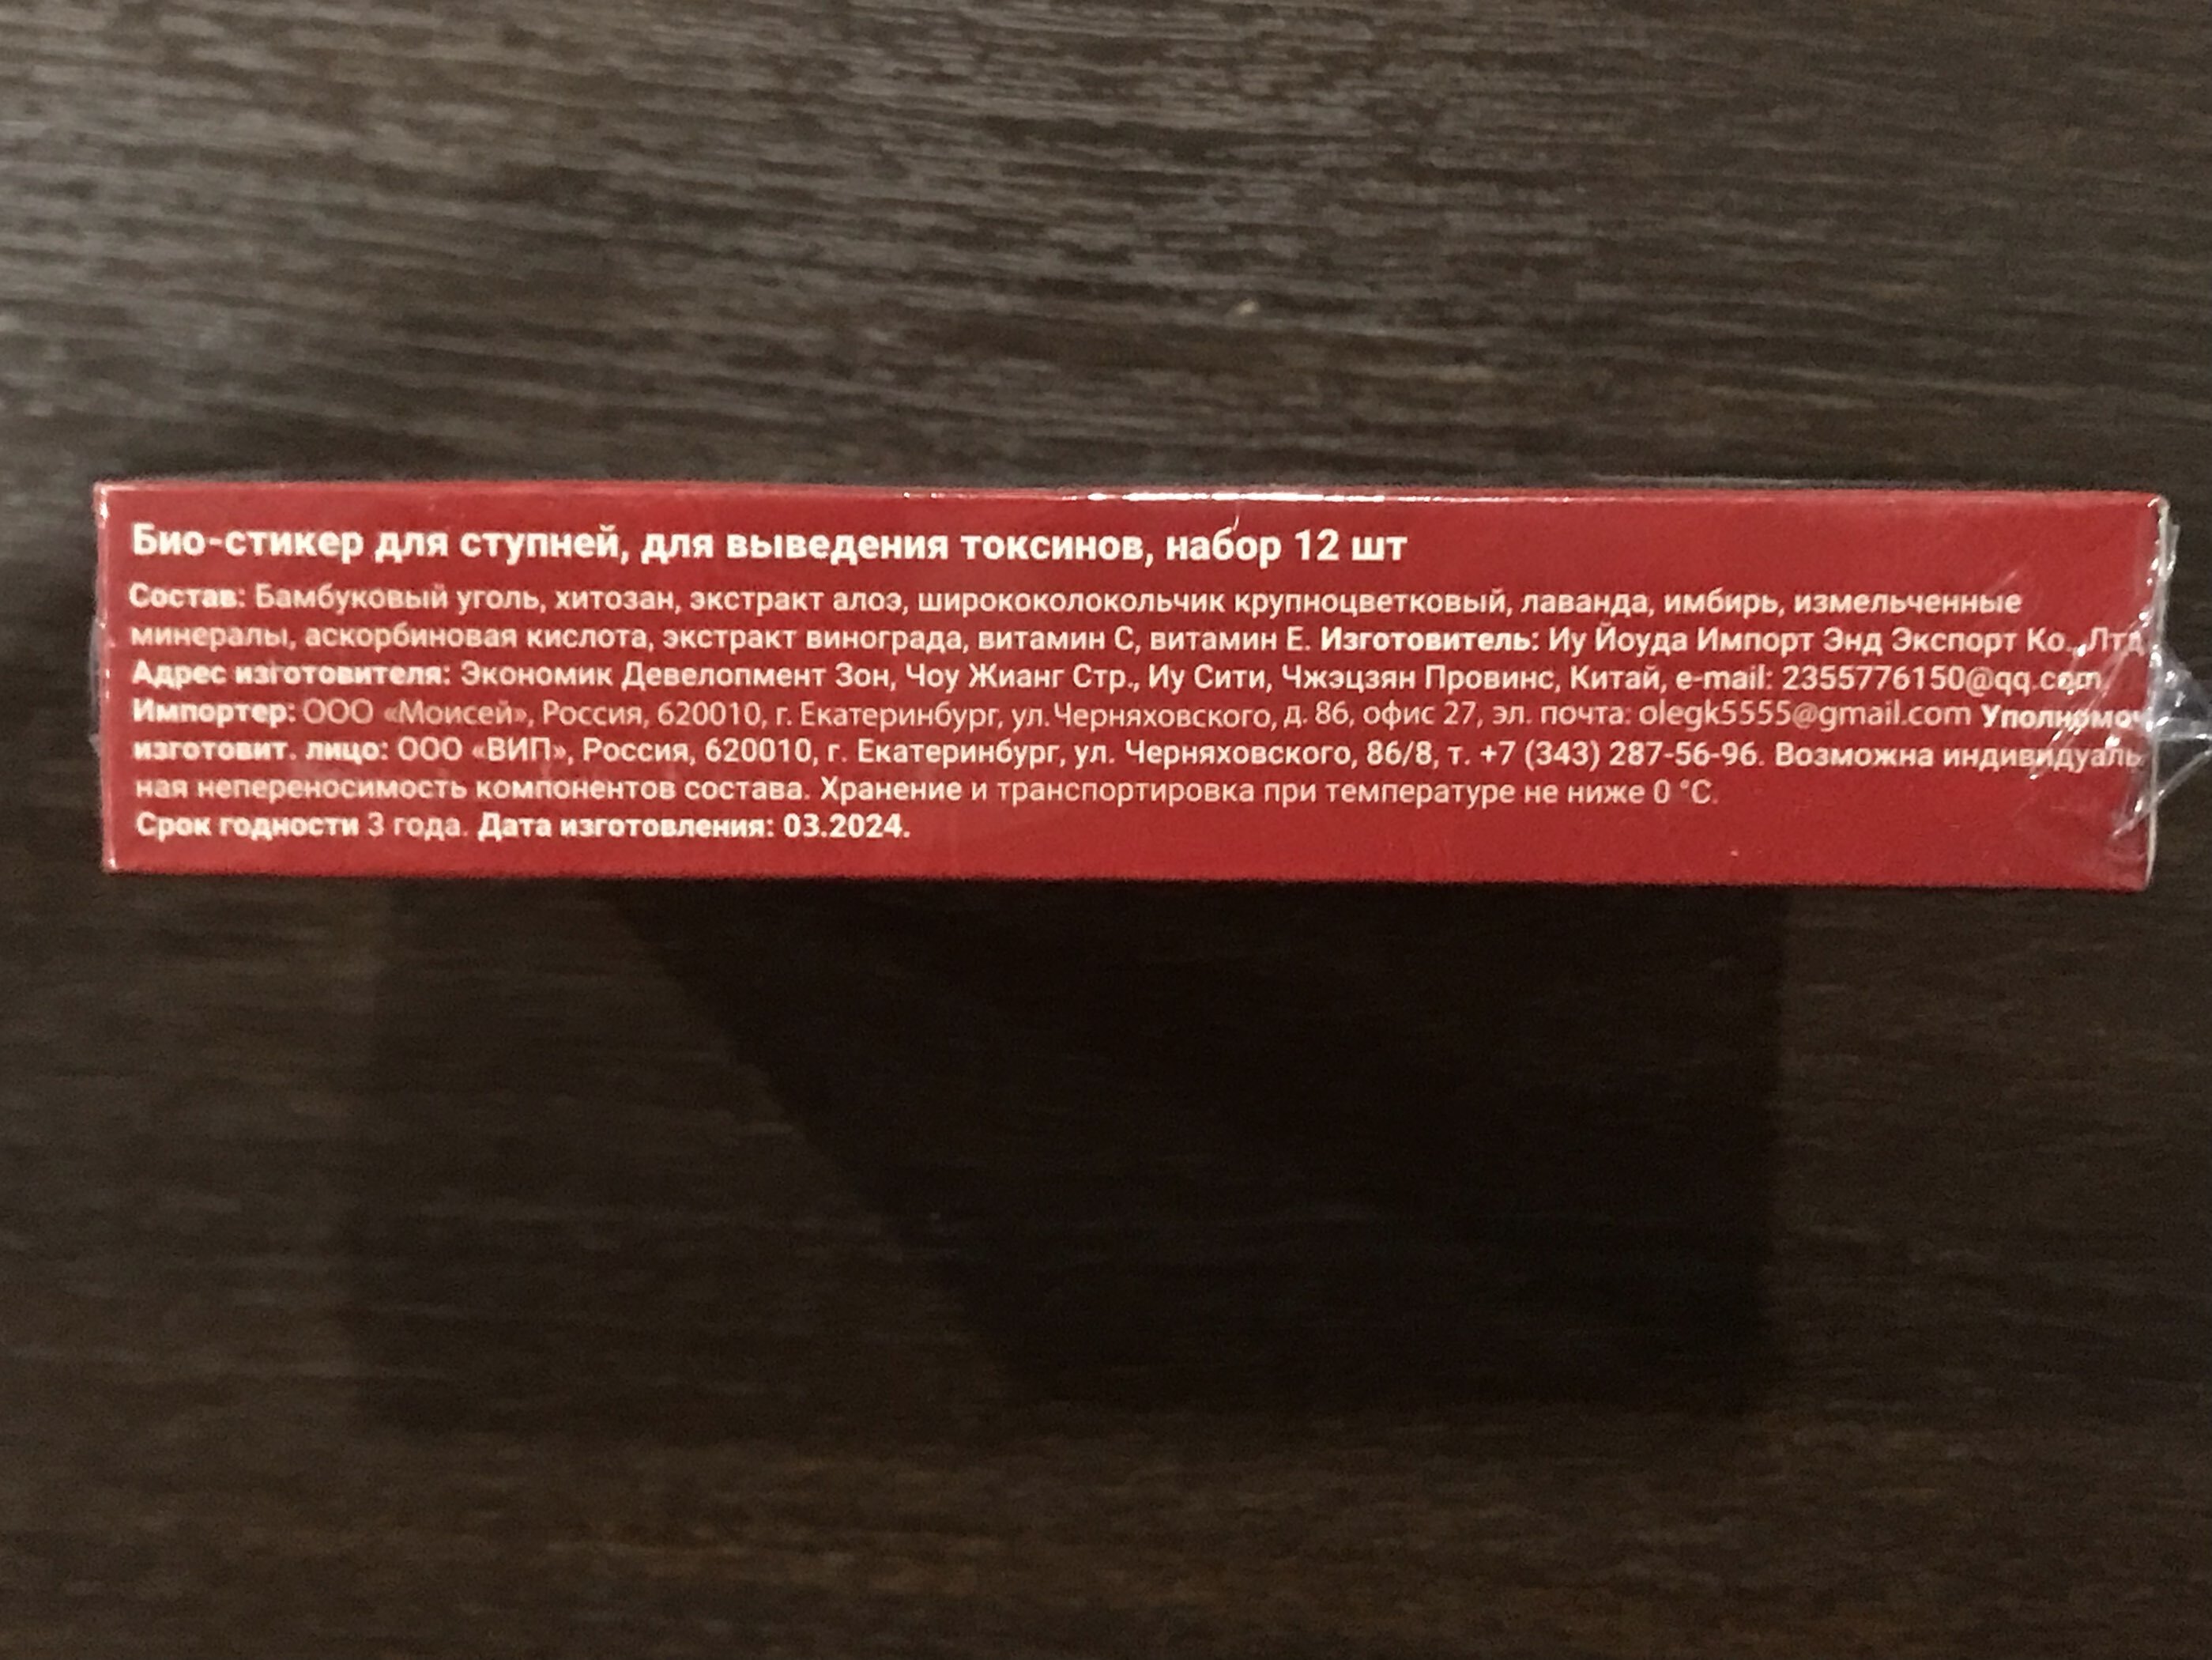 Био-стикер для ступней, для выведения токсинов, набор 12 шт
Состав: Бамбуковый уголь, хитозан, экстракт алоэ, ширококолокольчик крупноцветковый, лаванда, имбирь, измельченные
минералы, аскорбиновая кислота, экстракт винограда, витамин С, витамин Е. Изготовитель: Иу Йоуда Импорт Энд Экспорт Ко., Лтд
Адрес изготовителя: Экономик Девелопмент Зон, Чоу Жианг Стр., Иу Сити, Чжэцзян Провинс, Китай, e-mail: 2355776150@qq.com
Импортер: ООО «Моисей», Россия, 620010, г. Екатеринбург, ул.Черняховского, д. 86, офис 27, эл. почта: olegk5555@gmail.com Уполномоч
изготовит. лицо: ООО «ВИП», Россия, 620010, г. Екатеринбург, ул. Черняховского, 86/8, т. +7 (343) 287-56-96. Возможна индивидуаль
ная непереносимость компонентов состава. Хранение и транспортировка при температуре не ниже 0 °С.
Срок годности 3 года. Дата изготовления: 03.2024.